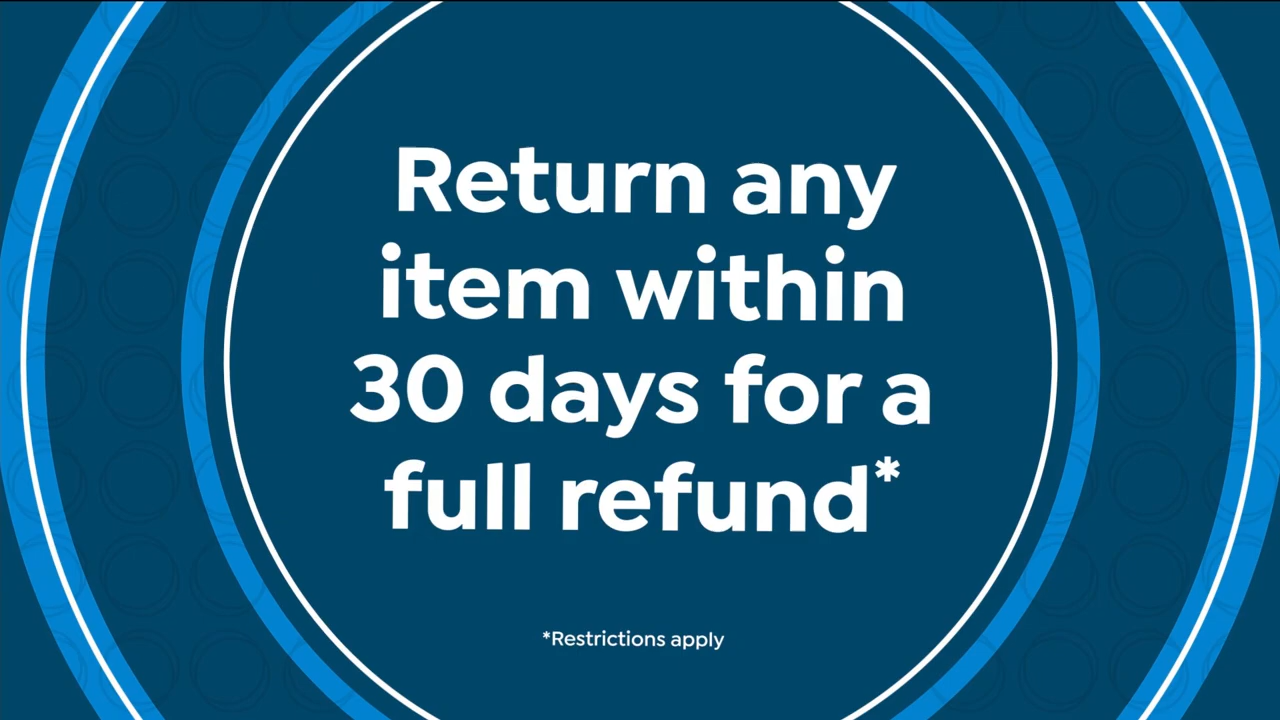 Return any
item within
30 days for a
full refund*
*Restrictions apply